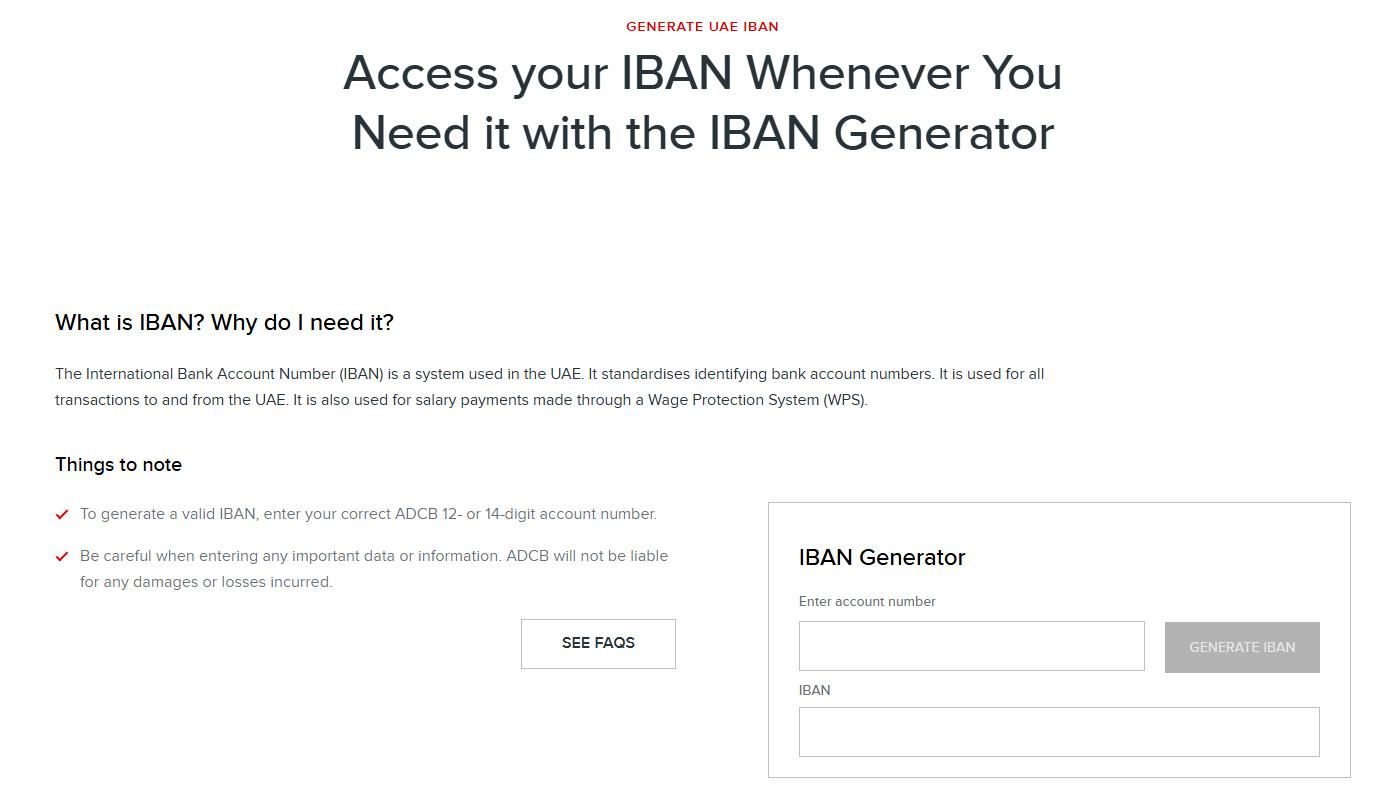 GENERATE UAE IBAN
Access your IBAN Whenever You
Need it with the IBAN Generator
What is IBAN? Why do I need it?
The International Bank Account Number (IBAN) is a system used in the UAE. It standardises identifying bank account numbers. It is used for all
transactions to and from the UAE. It is also used for salary payments made through a Wage Protection System (WPS).
Things to note
To generate a valid IBAN, enter your correct ADCB 12- or 14-digit account number.
Be careful when entering any important data or information. ADCB will not be liable
for any damages or losses incurred.
SEE FAQS
IBAN Generator
Enter account number
GENERATE IBAN
IBAN